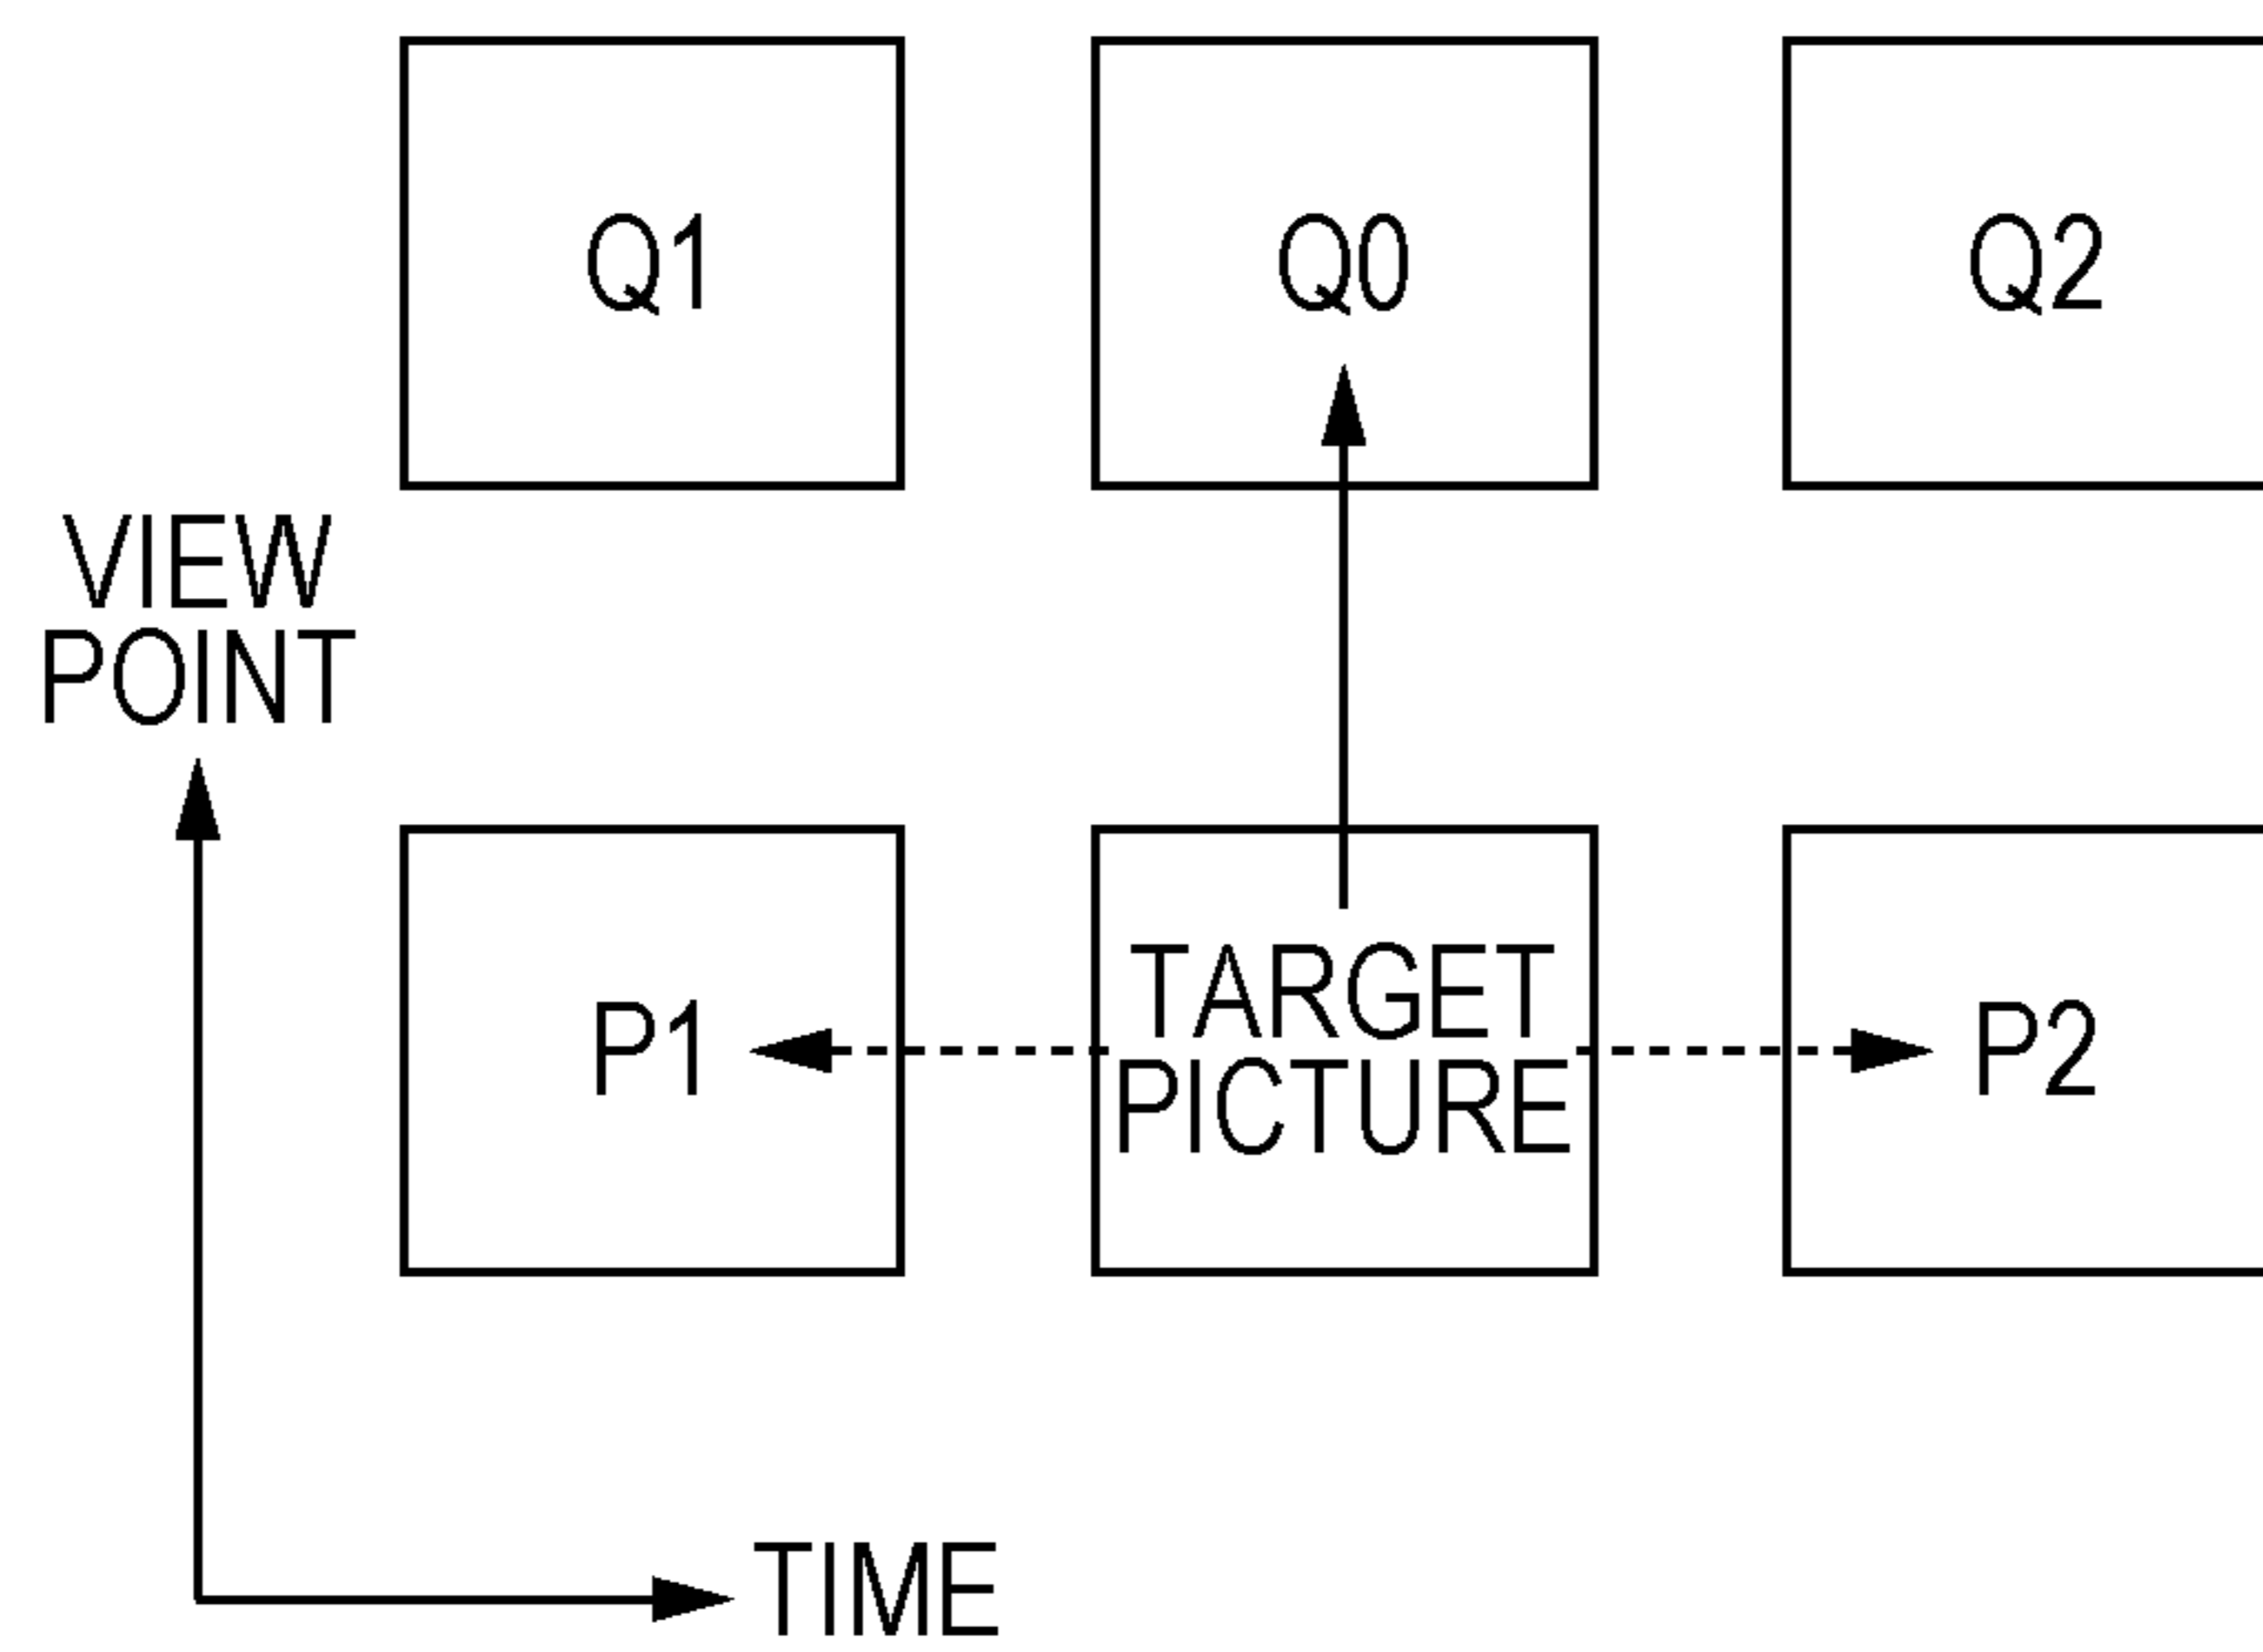 Q1 Q0 Q2
VIEW
POINT
P1 TARGET
PICTURE P2
TIME